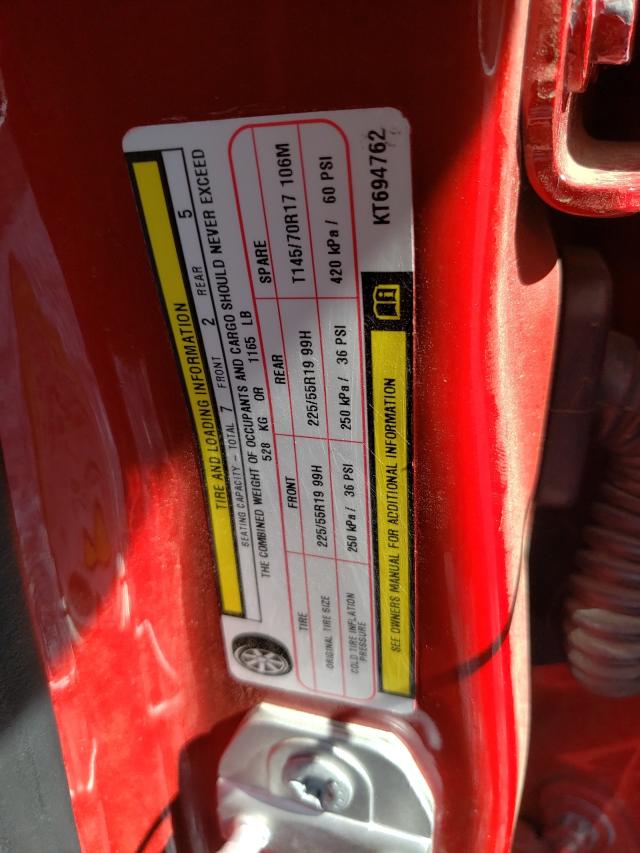 TIRE AND LOADING INFORMATION
SEATING CAPACITY - TOTAL 7 FRONT 2 REAR 5
THE COMBINED WEIGHT OF OCCUPANTS AND CARGO SHOULD NEVER EXCEED
528 KG OR 1165 LB
TIRE FRONT REAR SPARE
ORIGINAL TIRE SIZE 225/55R19 99H 225/55R19 99H T145/70R17 106M
COLD TIRE INFLATION PRESSURE 250 kPa / 36 PSI 250 kPa / 36 PSI 420 kPa / 60 PSI
SEE OWNERS MANUAL FOR ADDITIONAL INFORMATION
KT694762